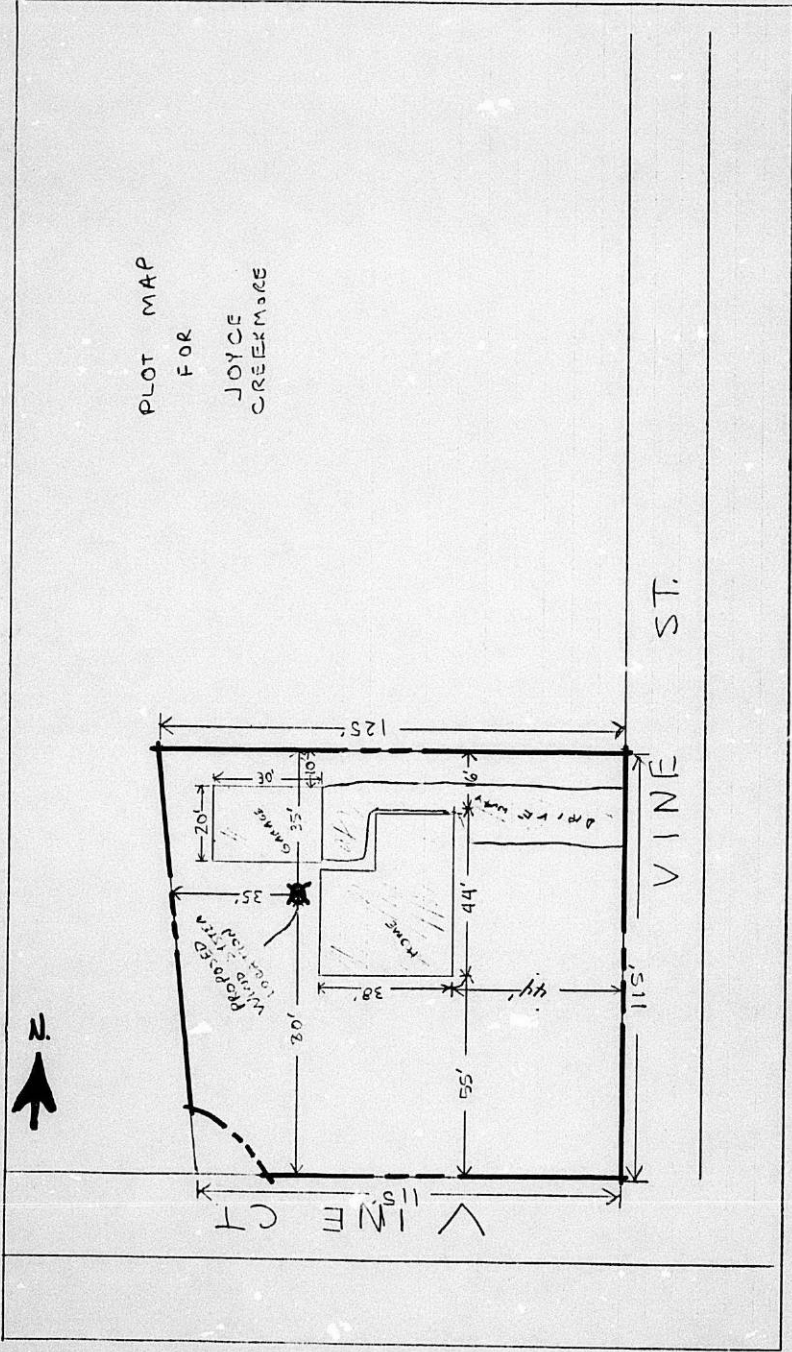 PLOT MAP
FOR
JOYCE
CREEKMORE
N.
125'
20'
30'
10'
GARAGE
35'
35'
PROPOSED
WIND SYSTEM
LOCATION
80'
HOME
38'
44'
6'
DRIVE WAY
55'
44'
115'
115'
VINE CT
VINE ST.